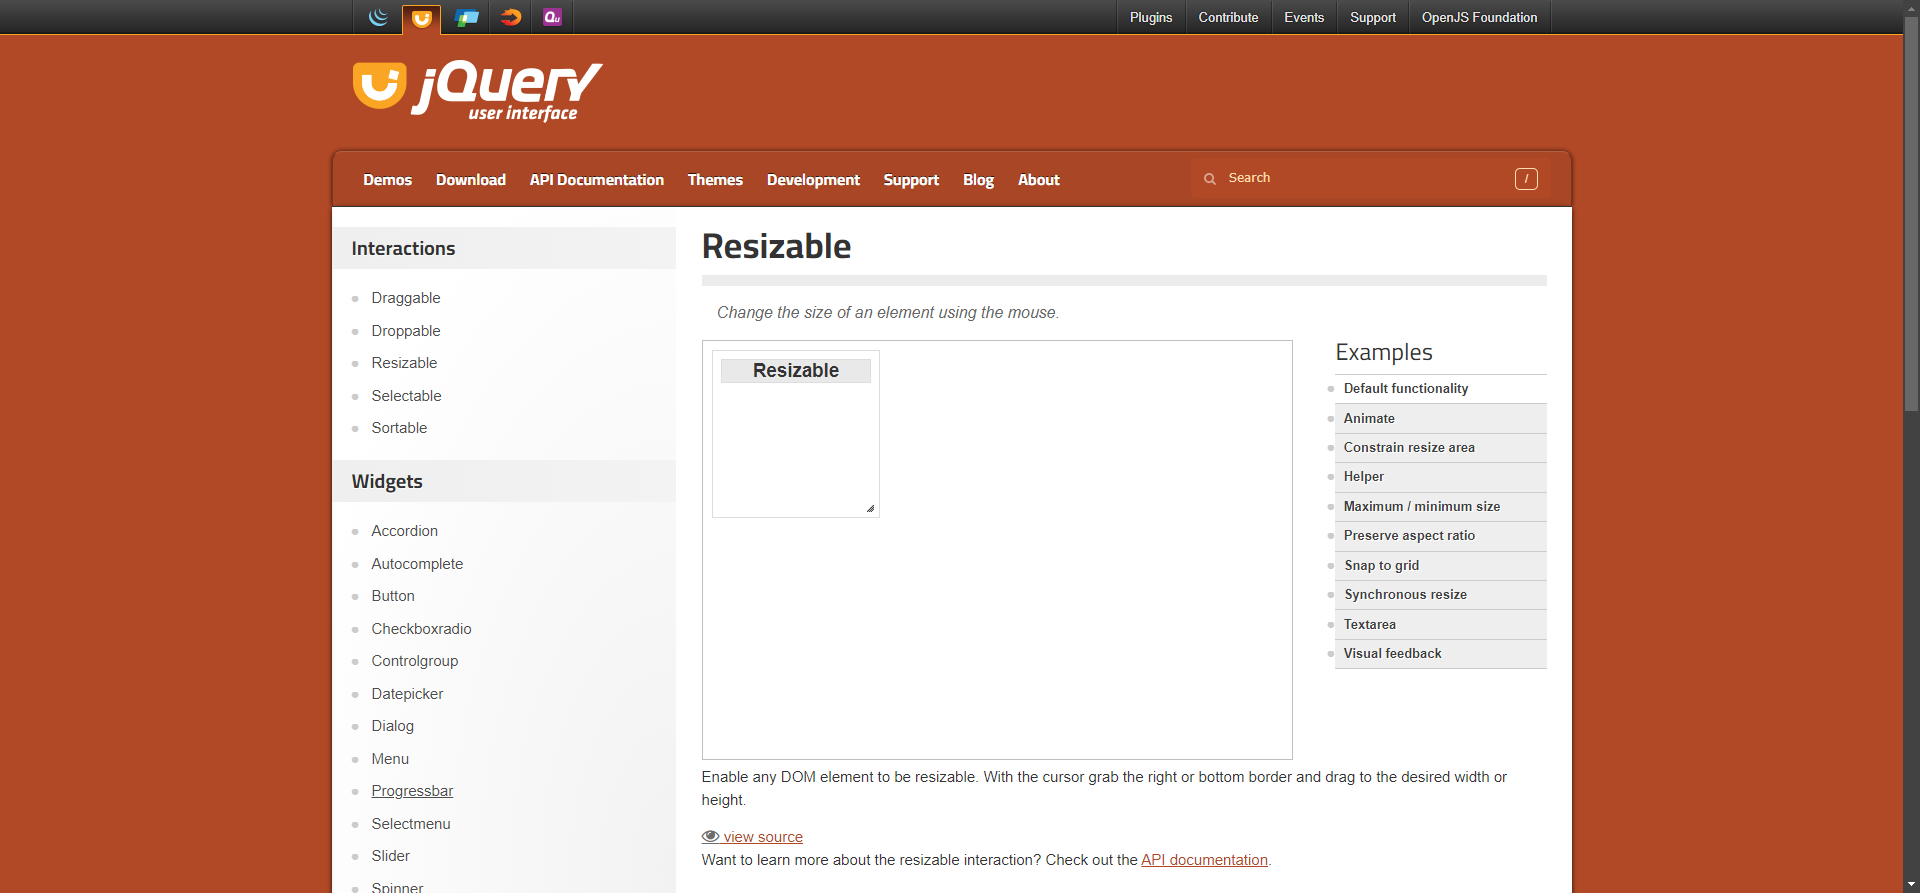 Qu
Plugins
Contribute
Events
Support
OpenJS Foundation
jQuery
user interface
Demos
Download
API Documentation
Themes
Development
Support
Blog
About
Search
/
Interactions
Draggable
Droppable
Resizable
Selectable
Sortable
Widgets
Accordion
Autocomplete
Button
Checkboxradio
Controlgroup
Datepicker
Dialog
Menu
Progressbar
Selectmenu
Slider
Spinner
Resizable
Change the size of an element using the mouse.
Resizable
Examples
Default functionality
Animate
Constrain resize area
Helper
Maximum / minimum size
Preserve aspect ratio
Snap to grid
Synchronous resize
Textarea
Visual feedback
Enable any DOM element to be resizable. With the cursor grab the right or bottom border and drag to the desired width or
height.
view source
Want to learn more about the resizable interaction? Check out the API documentation.